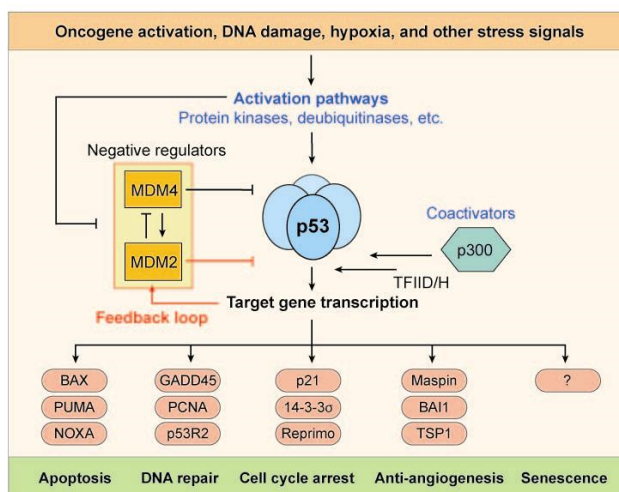 Oncogene activation, DNA damage, hypoxia, and other stress signals
Activation pathways
Protein kinases, deubiquitinases, etc.
Negative regulators
MDM4
MDM2
p53
Coactivators
p300
TFIID/H
Target gene transcription
Feedback loop
BAX
GADD45
p21
Maspin
?
PUMA
PCNA
14-3-3σ
BAI1
NOXA
p53R2
Reprimo
TSP1
Apoptosis
DNA repair
Cell cycle arrest
Anti-angiogenesis
Senescence